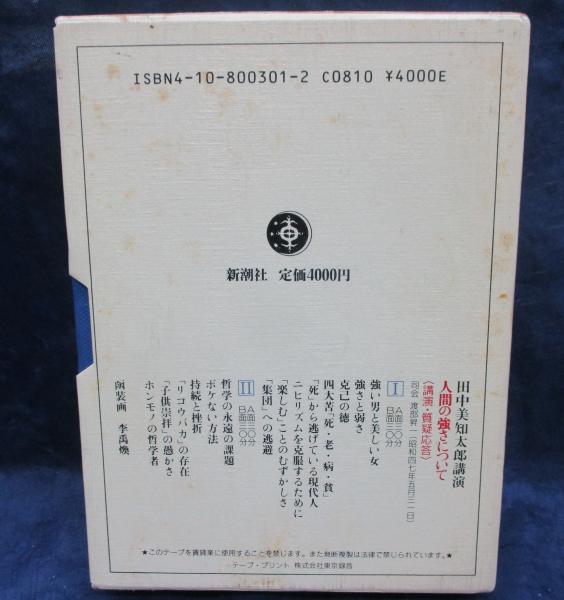 ISBN4-10-800301-2 C0810 ¥4000E
新潮社 定価4000円
田中美知太郎講演
人間の強さについて
〈講演・質疑応答〉
司会 渡部昇一(昭和四七年五月三一日)
I A面三〇分
B面三〇分
強い男と美しい女
強さと弱さ
克己の徳
四大苦「死・老・病・貧」
「死」から逃げている現代人
ニヒリズムを克服するために
「楽しむ」ことのむずかしさ
「集団」への逃避
II A面三〇分
B面三〇分
哲学の永遠の課題
ボケない方法
持続と挫折
「リコウバカ」の存在
「子供崇拝」の愚かさ
ホンモノの哲学者
函装画 李禹煥
★このテープを賃貸業に使用することを禁じます。また無断複製は法律で禁じられています。★
テープ・プリント 株式会社東京録音